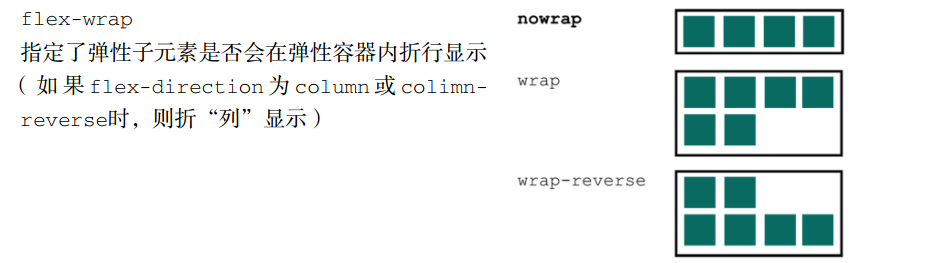 flex-wrap
指定了弹性子元素是否会在弹性容器内折行显示
(如果flex-direction为column或colimn-
reverse时，则折“列”显示)
nowrap
wrap
wrap-reverse